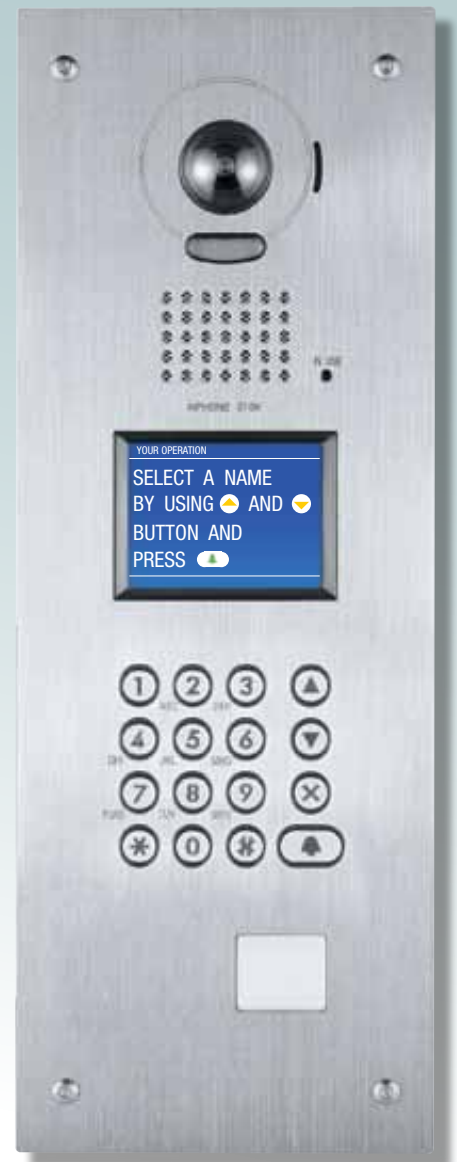 IN USE
AIPHONE
YOUR OPERATION
SELECT A NAME
BY USING AND
BUTTON AND
PRESS
1 2 3
ABC DEF
4 5 6
GHI JKL MNO
7 8 9
PQRS TUV WXYZ
* 0 #